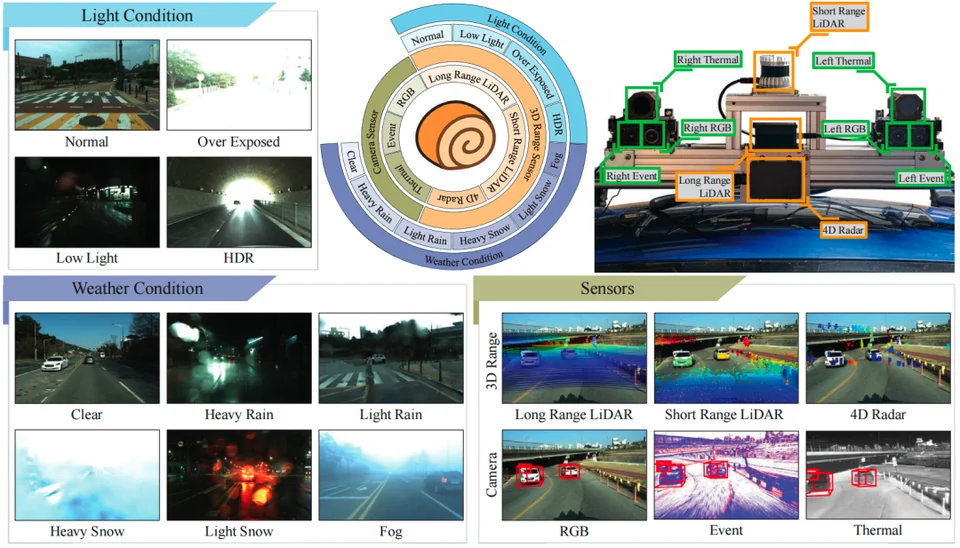 Light Condition
Normal
Over Exposed
Low Light
HDR
Light Condition
Normal
Low Light
Over Exposed
HDR
Camera Sensor
RGB
Event
Thermal
3D Range Sensor
Long Range LiDAR
Short Range LiDAR
4D Radar
Weather Condition
Clear
Heavy Rain
Light Rain
Heavy Snow
Light Snow
Fog
Short Range
LiDAR
Right Thermal
Left Thermal
Right RGB
Left RGB
Right Event
Long Range
LiDAR
Left Event
4D Radar
Weather Condition
Clear
Heavy Rain
Light Rain
Heavy Snow
Light Snow
Fog
Sensors
3D Range
Long Range LiDAR
Short Range LiDAR
4D Radar
Camera
RGB
Event
Thermal